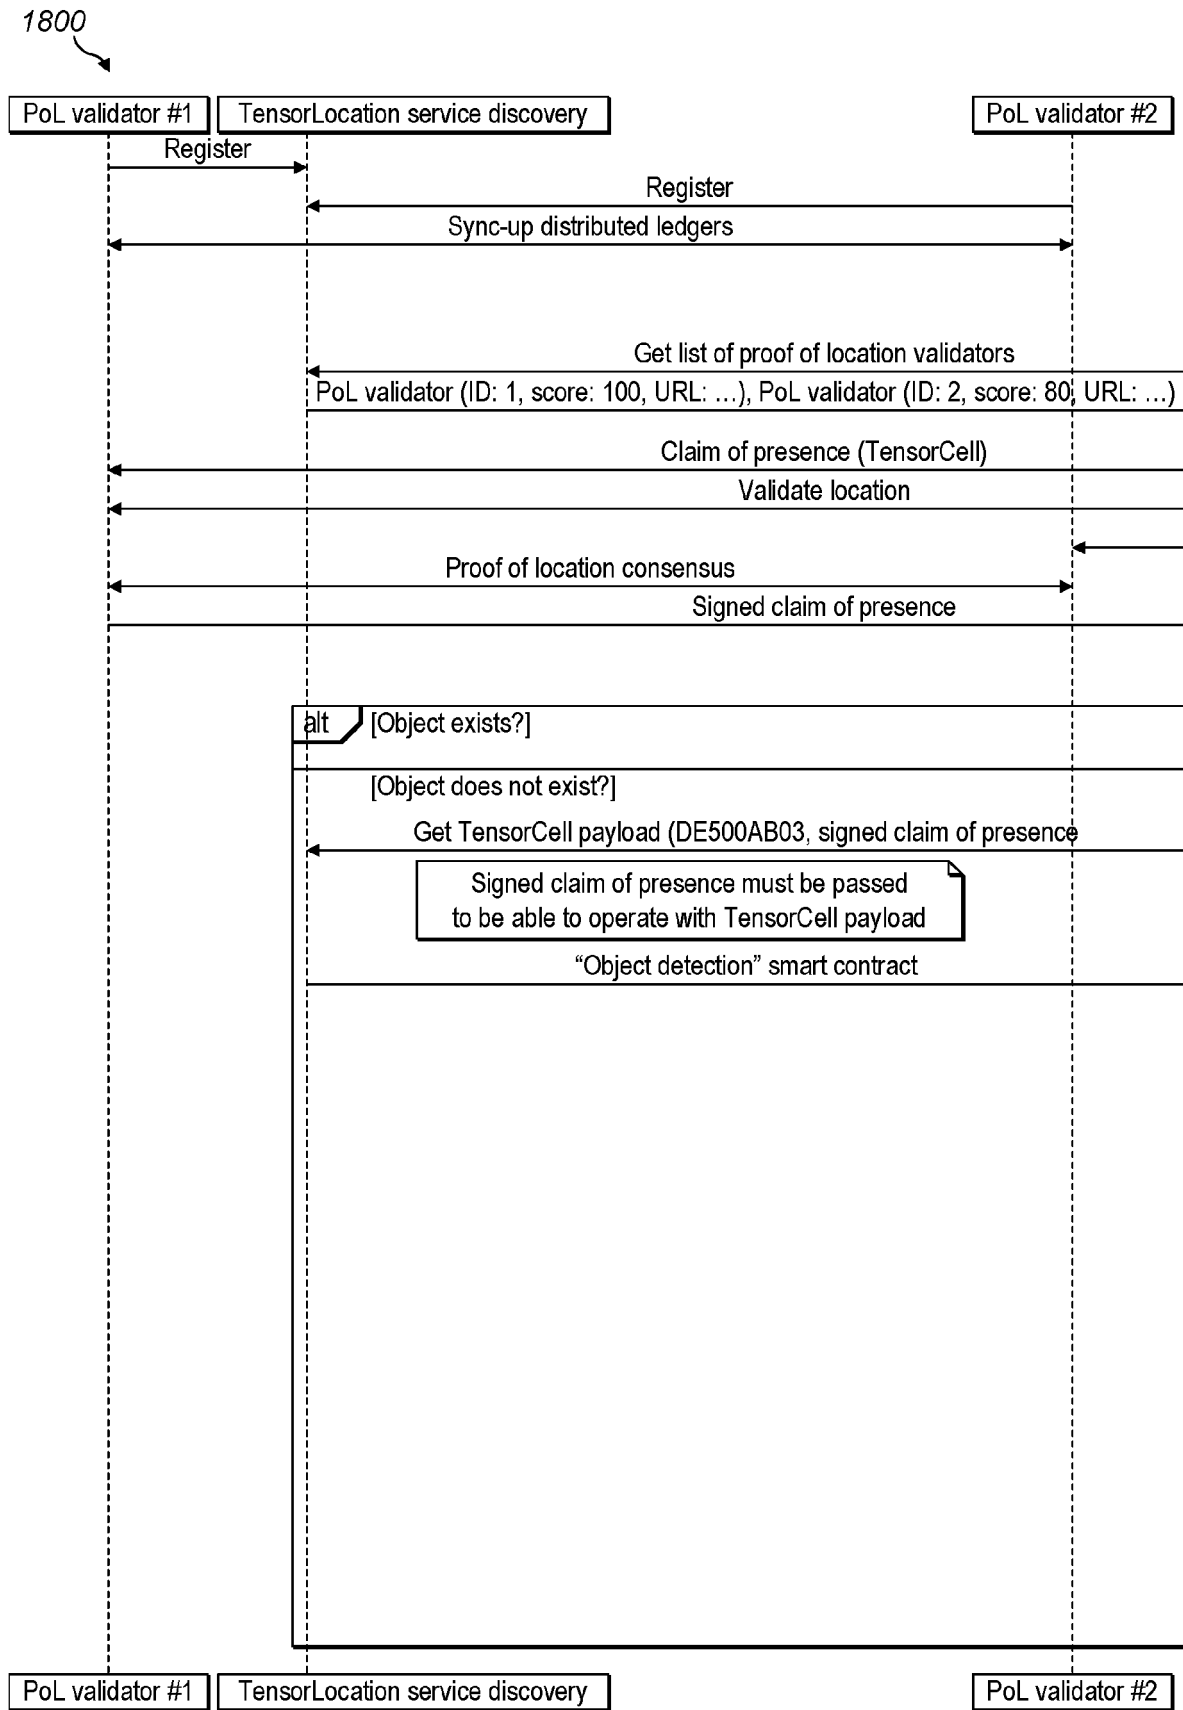 1800
PoL validator #1
TensorLocation service discovery
PoL validator #2
Register
Register
Sync-up distributed ledgers
Get list of proof of location validators
PoL validator (ID: 1, score: 100, URL: ...), PoL validator (ID: 2, score: 80, URL: ...)
Claim of presence (TensorCell)
Validate location
Proof of location consensus
Signed claim of presence
alt
[Object exists?]
[Object does not exist?]
Get TensorCell payload (DE500AB03, signed claim of presence
Signed claim of presence must be passed
to be able to operate with TensorCell payload
“Object detection” smart contract
PoL validator #1
TensorLocation service discovery
PoL validator #2